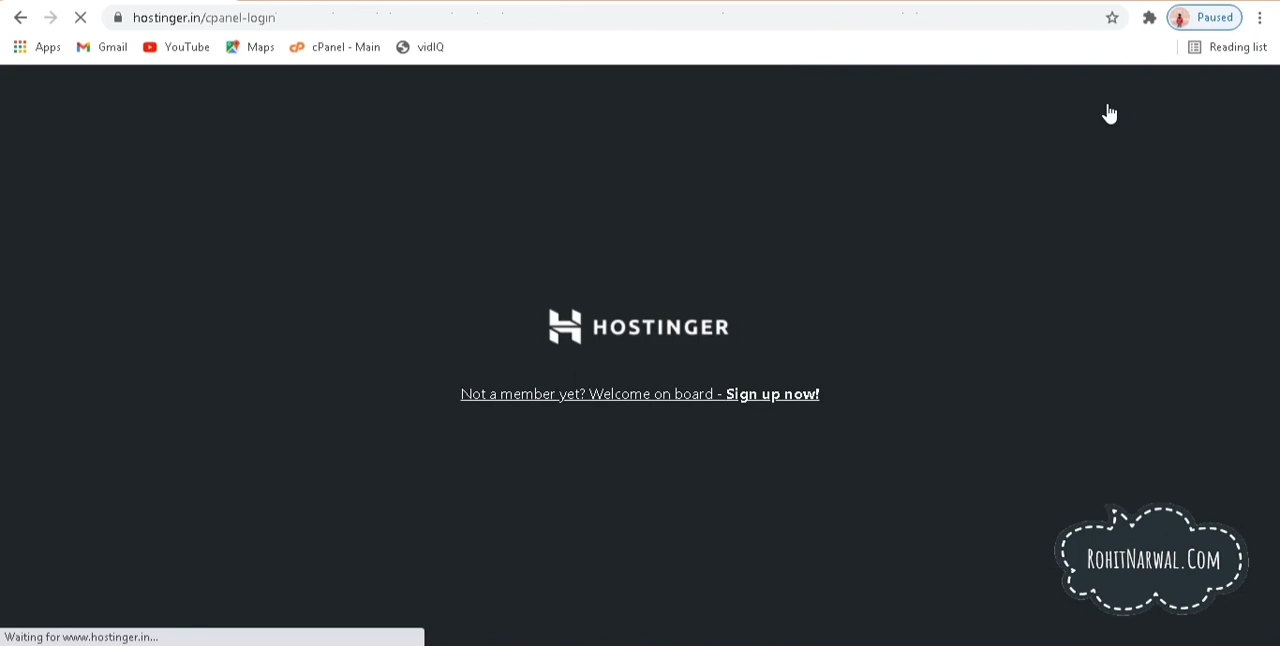 hostinger.in/cpanel-login
Paused
Apps
Gmail
YouTube
Maps
cPanel - Main
vidIQ
Reading list
HOSTINGER
Not a member yet? Welcome on board - Sign up now!
RohitNarwal.Com
Waiting for www.hostinger.in...